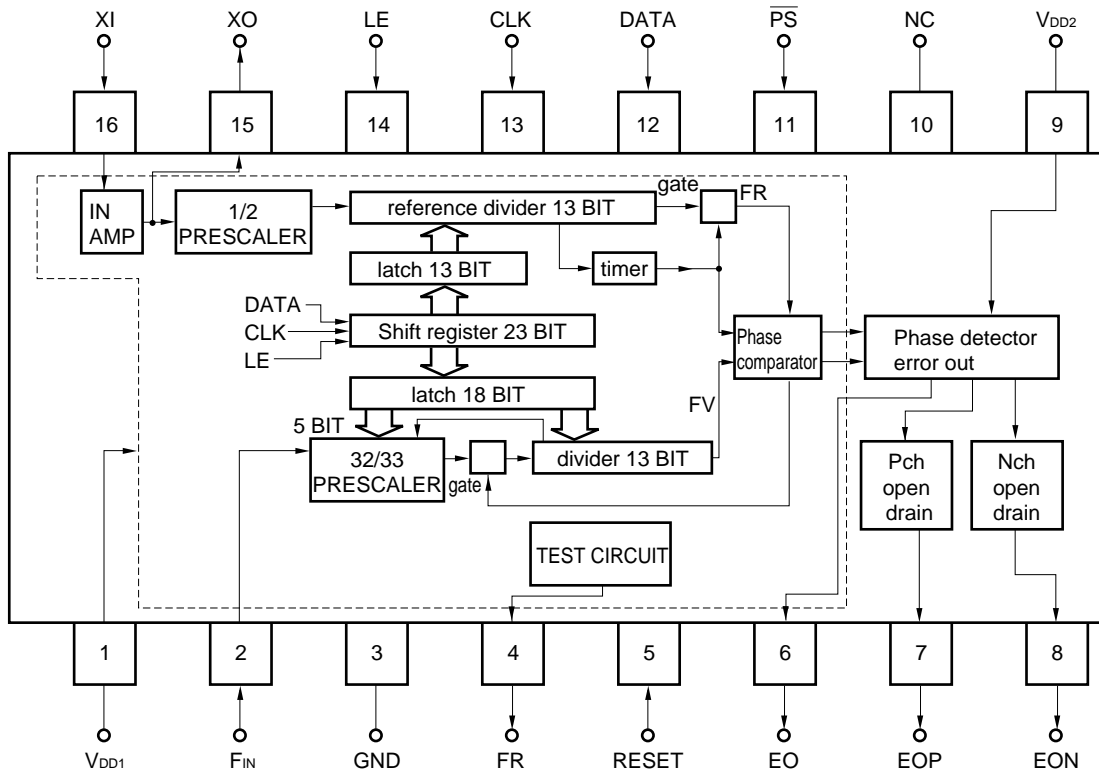 XI XO LE CLK DATA PS NC VDD2
16 15 14 13 12 11 10 9
IN
AMP
1/2
PRESCALER
reference divider 13 BIT
gate
FR
latch 13 BIT
timer
DATA
CLK
LE
Shift register 23 BIT
Phase
comparator
Phase detector
error out
latch 18 BIT
5 BIT
FV
32/33
PRESCALER
gate
divider 13 BIT
Pch
open
drain
Nch
open
drain
TEST CIRCUIT
1 2 3 4 5 6 7 8
VDD1 FIN GND FR RESET EO EOP EON